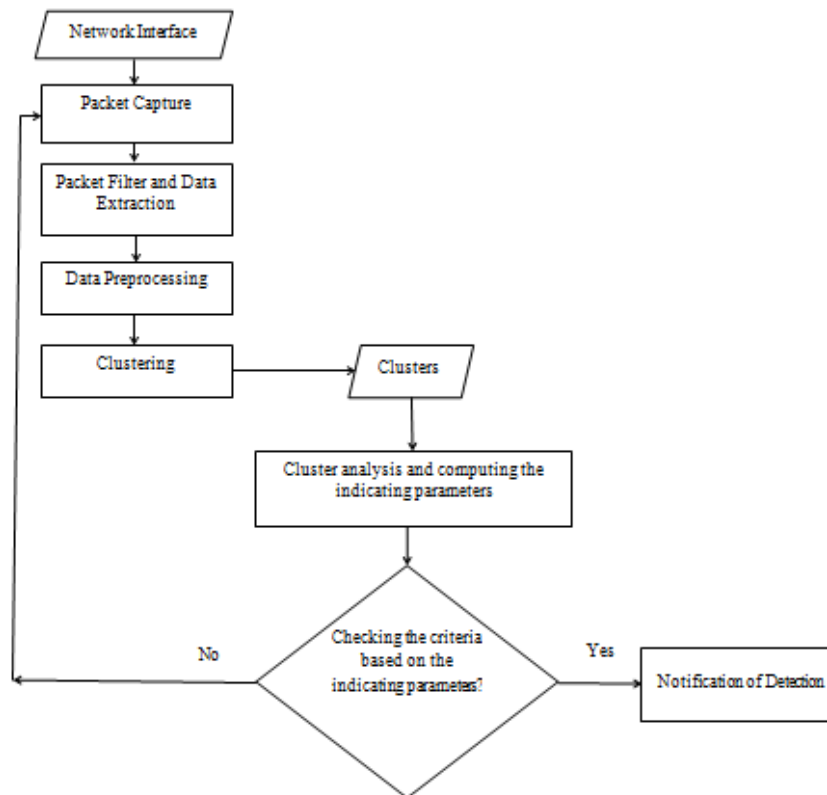 Network Interface
Packet Capture
Packet Filter and Data
Extraction
Data Preprocessing
Clustering
Clusters
Cluster analysis and computing the
indicating parameters
Checking the criteria
based on the
indicating parameters?
No
Yes
Notification of Detection